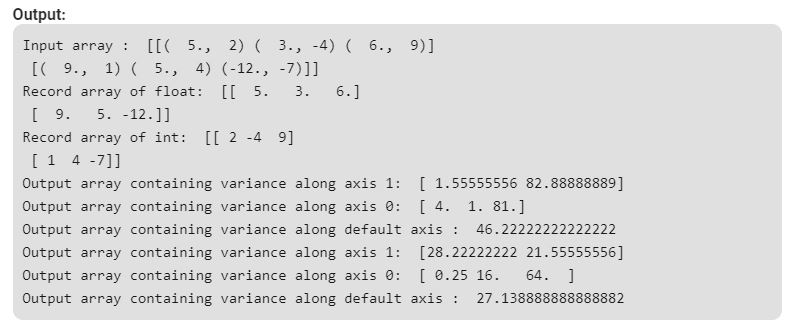 Output:
Input array :  [[(  5.,  2) (  3., -4) (  6.,  9)]
 [(  9.,  1) (  5.,  4) (-12., -7)]]
Record array of float:  [[  5.   3.   6.]
 [  9.   5. -12.]]
Record array of int:  [[ 2 -4  9]
 [ 1  4 -7]]
Output array containing variance along axis 1:  [ 1.55555556 82.88888889]
Output array containing variance along axis 0:  [ 4.  1. 81.]
Output array containing variance along default axis :  46.22222222222222
Output array containing variance along axis 1:  [28.22222222 21.55555556]
Output array containing variance along axis 0:  [ 0.25 16.   64.  ]
Output array containing variance along default axis :  27.138888888888882